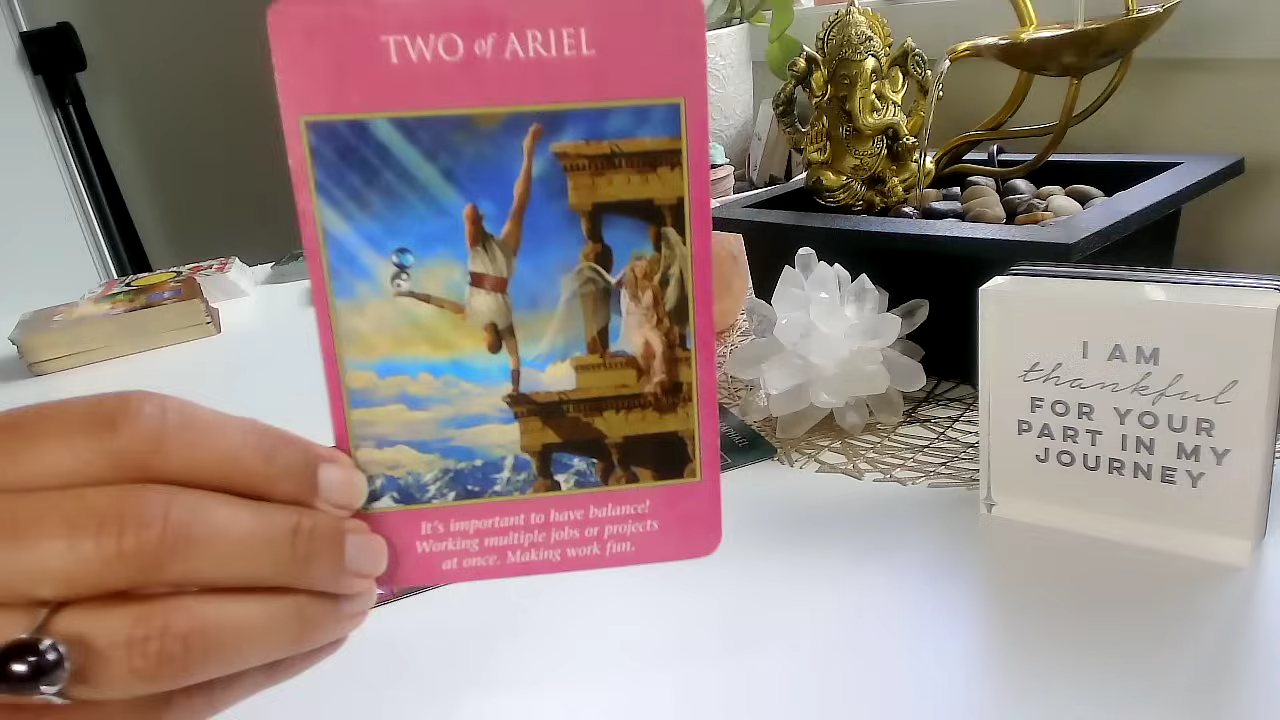 TWO of ARIEL
It's important to have balance!
Working multiple jobs or projects
at once. Making work fun.
RAPHAEL
I AM
thankful
FOR YOUR
PART IN MY
JOURNEY